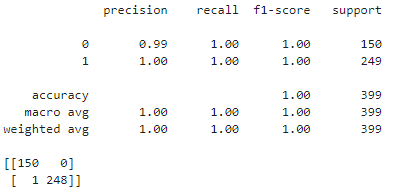 precision recall f1-score support
0 0.99 1.00 1.00 150
1 1.00 1.00 1.00 249
accuracy 1.00 399
macro avg 1.00 1.00 1.00 399
weighted avg 1.00 1.00 1.00 399
[[150 0]
[ 1 248]]